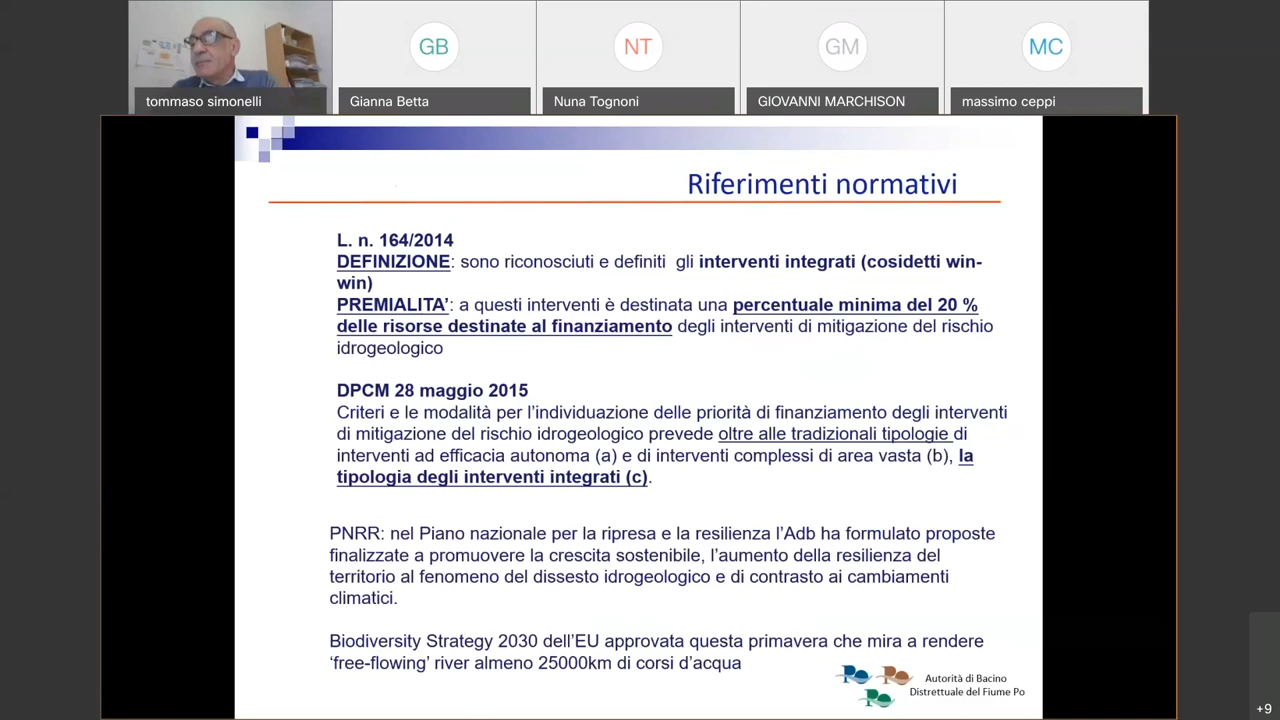 GB
NT
GM
MC
tommaso simonelli
Gianna Betta
Nuna Tognoni
GIOVANNI MARCHISON
massimo ceppi
Riferimenti normativi
L. n. 164/2014
DEFINIZIONE: sono riconosciuti e definiti gli interventi integrati (cosidetti win-
win)
PREMIALITA’: a questi interventi è destinata una percentuale minima del 20 %
delle risorse destinate al finanziamento degli interventi di mitigazione del rischio
idrogeologico
DPCM 28 maggio 2015
Criteri e le modalità per l’individuazione delle priorità di finanziamento degli interventi
di mitigazione del rischio idrogeologico prevede oltre alle tradizionali tipologie di
interventi ad efficacia autonoma (a) e di interventi complessi di area vasta (b), la
tipologia degli interventi integrati (c).
PNRR: nel Piano nazionale per la ripresa e la resilienza l’Adb ha formulato proposte
finalizzate a promuovere la crescita sostenibile, l’aumento della resilienza del
territorio al fenomeno del dissesto idrogeologico e di contrasto ai cambiamenti
climatici.
Biodiversity Strategy 2030 dell’EU approvata questa primavera che mira a rendere
‘free-flowing’ river almeno 25000km di corsi d’acqua
Po Po
Po
Autorità di Bacino
Distrettuale del Fiume Po
+9